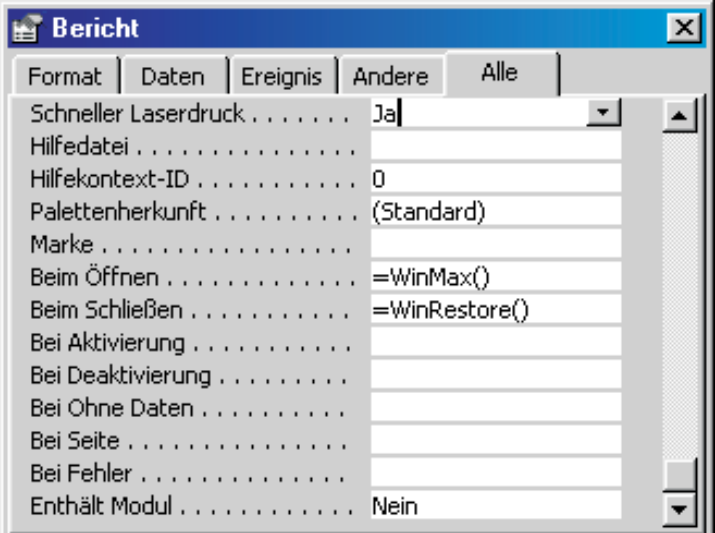 Bericht
Format Daten Ereignis Andere Alle
Schneller Laserdruck . . . . . . . Ja
Hilfedatei . . . . . . . . . . . . . . .
Hilfekontext-ID . . . . . . . . . . 0
Palettenherkunft . . . . . . . . . (Standard)
Marke . . . . . . . . . . . . . . . . .
Beim Öffnen . . . . . . . . . . . . . =WinMax()
Beim Schließen . . . . . . . . . . . =WinRestore()
Bei Aktivierung . . . . . . . . . . .
Bei Deaktivierung . . . . . . . . .
Bei Ohne Daten . . . . . . . . . .
Bei Seite . . . . . . . . . . . . . . .
Bei Fehler . . . . . . . . . . . . . .
Enthält Modul . . . . . . . . . . . . Nein